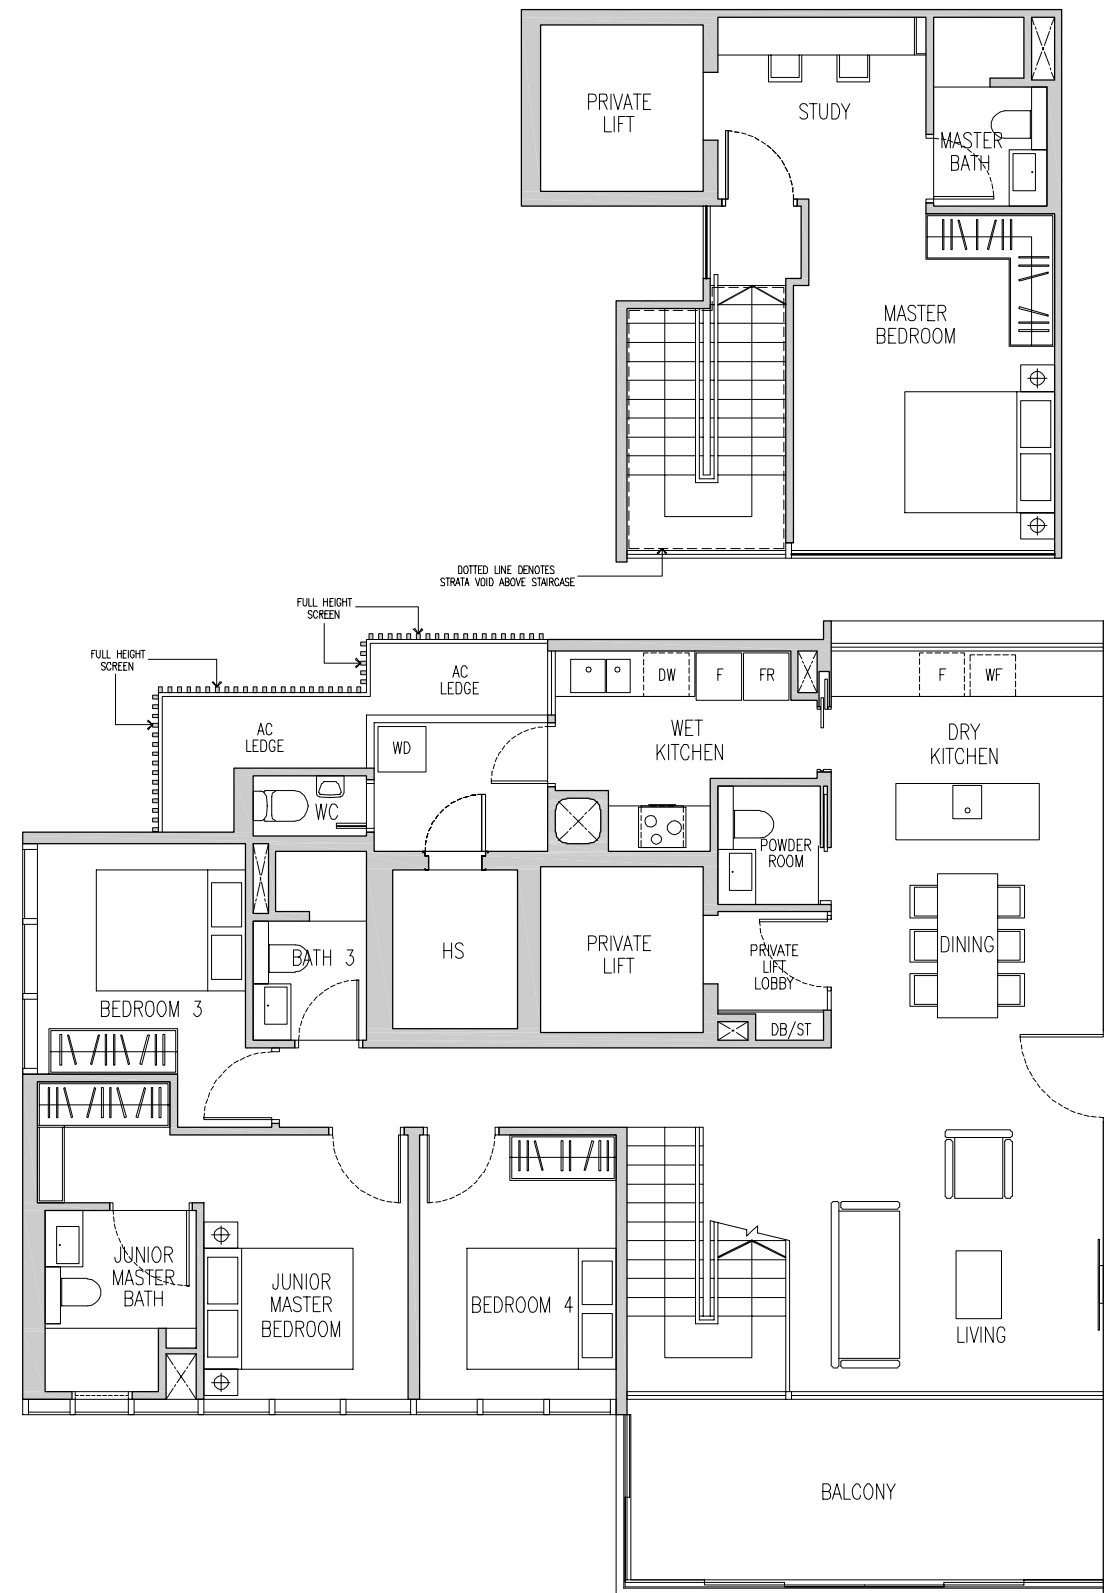 PRIVATE
LIFT
STUDY
MASTER
BATH
MASTER
BEDROOM
DOTTED LINE DENOTES
STRATA VOID ABOVE STAIRCASE
FULL HEIGHT
SCREEN
FULL HEIGHT
SCREEN
AC
LEDGE
AC
LEDGE
DW
F
FR
F
WF
WET
KITCHEN
DRY
KITCHEN
WD
WC
POWDER
ROOM
BATH 3
HS
PRIVATE
LIFT
PRIVATE
LIFT
LOBBY
DINING
BEDROOM 3
DB/ST
JUNIOR
MASTER
BATH
JUNIOR
MASTER
BEDROOM
BEDROOM 4
LIVING
BALCONY